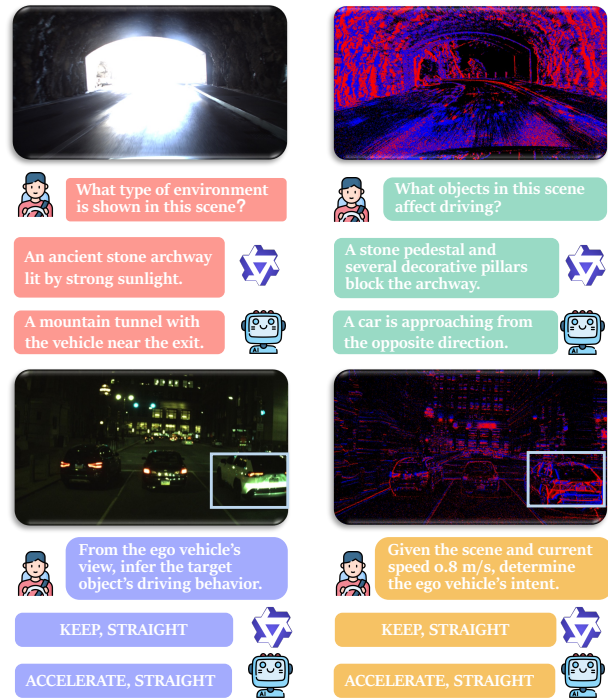 What type of environment
is shown in this scene?
An ancient stone archway
lit by strong sunlight.
A mountain tunnel with
the vehicle near the exit.
AI
What objects in this scene
affect driving?
A stone pedestal and
several decorative pillars
block the archway.
A car is approaching from
the opposite direction.
AI
From the ego vehicle's
view, infer the target
object's driving behavior.
KEEP, STRAIGHT
ACCELERATE, STRAIGHT
AI
Given the scene and current
speed 0.8 m/s, determine
the ego vehicle's intent.
KEEP, STRAIGHT
ACCELERATE, STRAIGHT
AI